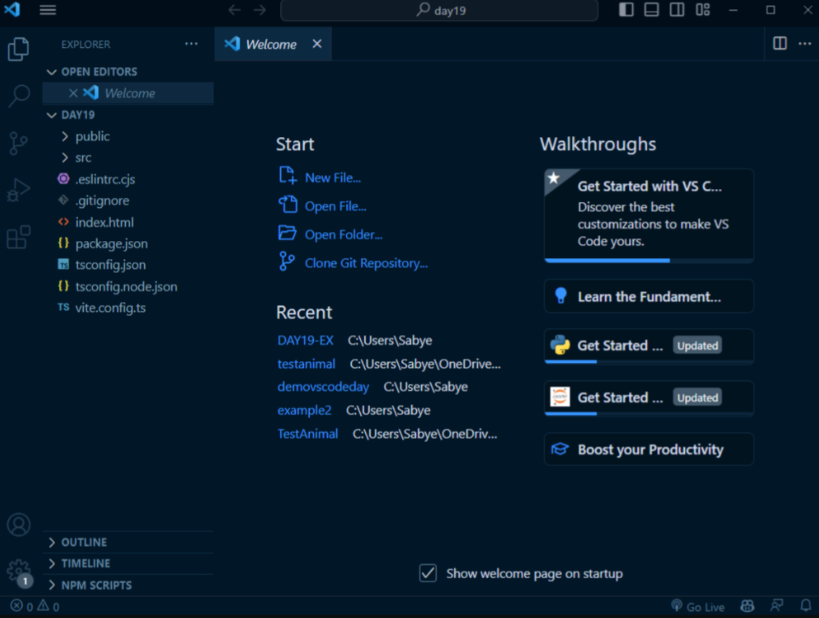 day19
EXPLORER ···
Welcome
OPEN EDITORS
Welcome
DAY19
public
src
.eslintrc.cjs
.gitignore
index.html
{} package.json
TS tsconfig.json
{} tsconfig.node.json
TS vite.config.ts
OUTLINE
TIMELINE
NPM SCRIPTS
Start
New File...
Open File...
Open Folder...
Clone Git Repository...
Recent
DAY19-EX C:\Users\Sabye
testanimal C:\Users\Sabye\OneDrive...
demovscodeday C:\Users\Sabye
example2 C:\Users\Sabye
TestAnimal C:\Users\Sabye\OneDriv...
Walkthroughs
Get Started with VS C...
Discover the best
customizations to make VS
Code yours.
Learn the Fundament...
Get Started ... Updated
Get Started ... Updated
Boost your Productivity
Show welcome page on startup
1
0 0
Go Live